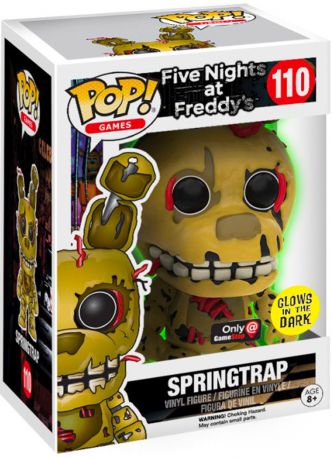 POP!
GAMES
Five Nights
at
Freddy's™
110
GLOWS
IN THE
DARK
Only @
GameStop
SPRINGTRAP
VINYL FIGURE / FIGURINE EN VINYLE /
FIGURA DE VINIL
WARNING: Choking Hazard.
May contain small parts.
AGE
8+
110
SPRINGTRAP